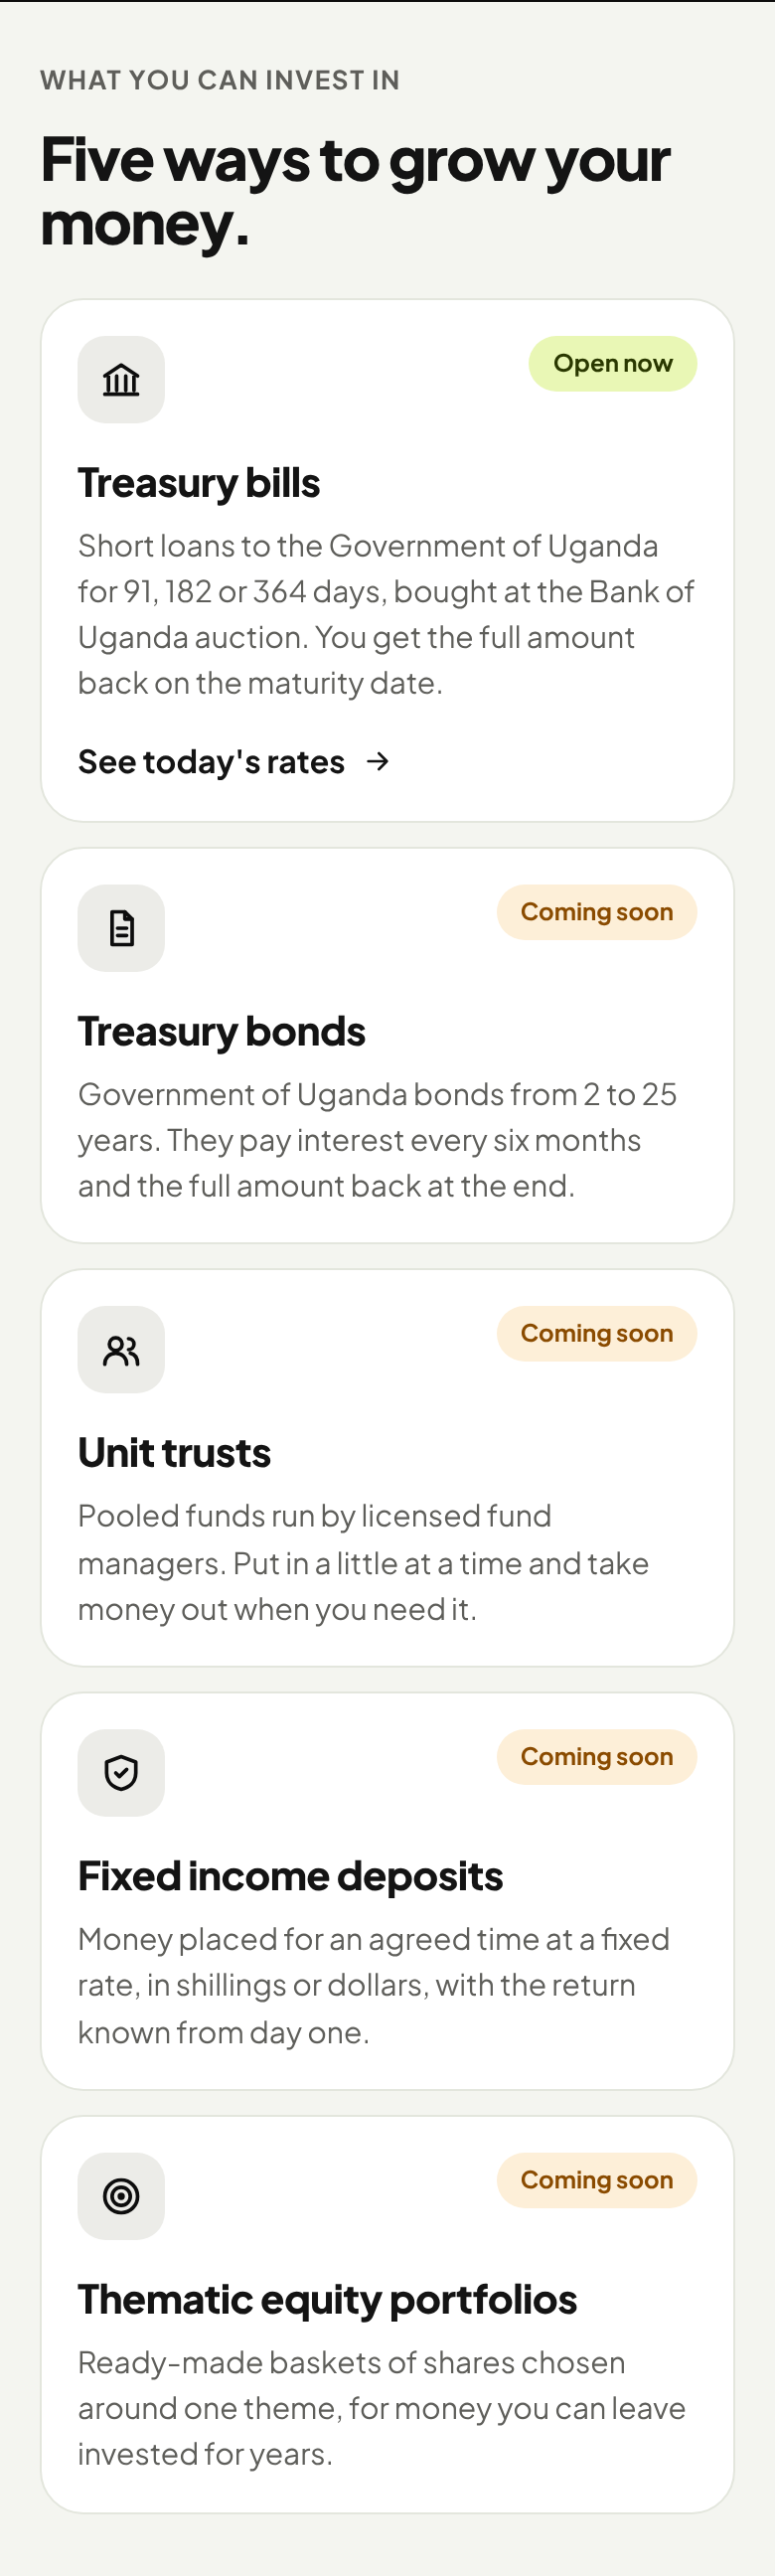 WHAT YOU CAN INVEST IN
Five ways to grow your
money.
Open now
Treasury bills
Short loans to the Government of Uganda
for 91, 182 or 364 days, bought at the Bank of
Uganda auction. You get the full amount
back on the maturity date.
See today's rates →
Coming soon
Treasury bonds
Government of Uganda bonds from 2 to 25
years. They pay interest every six months
and the full amount back at the end.
Coming soon
Unit trusts
Pooled funds run by licensed fund
managers. Put in a little at a time and take
money out when you need it.
Coming soon
Fixed income deposits
Money placed for an agreed time at a fixed
rate, in shillings or dollars, with the return
known from day one.
Coming soon
Thematic equity portfolios
Ready-made baskets of shares chosen
around one theme, for money you can leave
invested for years.